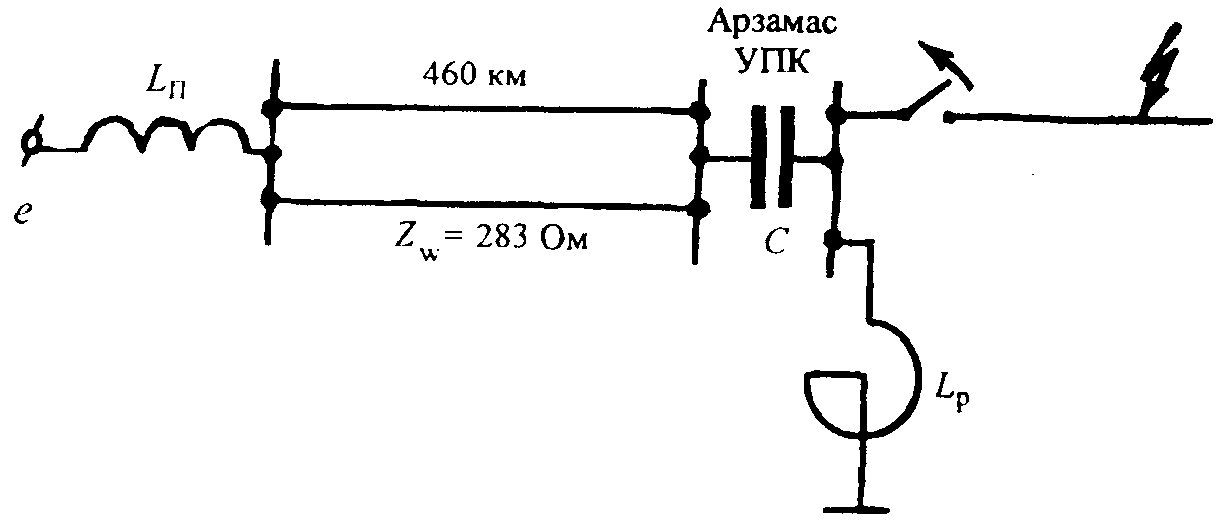 Арзамас
УПК
L_П
460 км
e
Z_w = 283 Ом
C
L_р